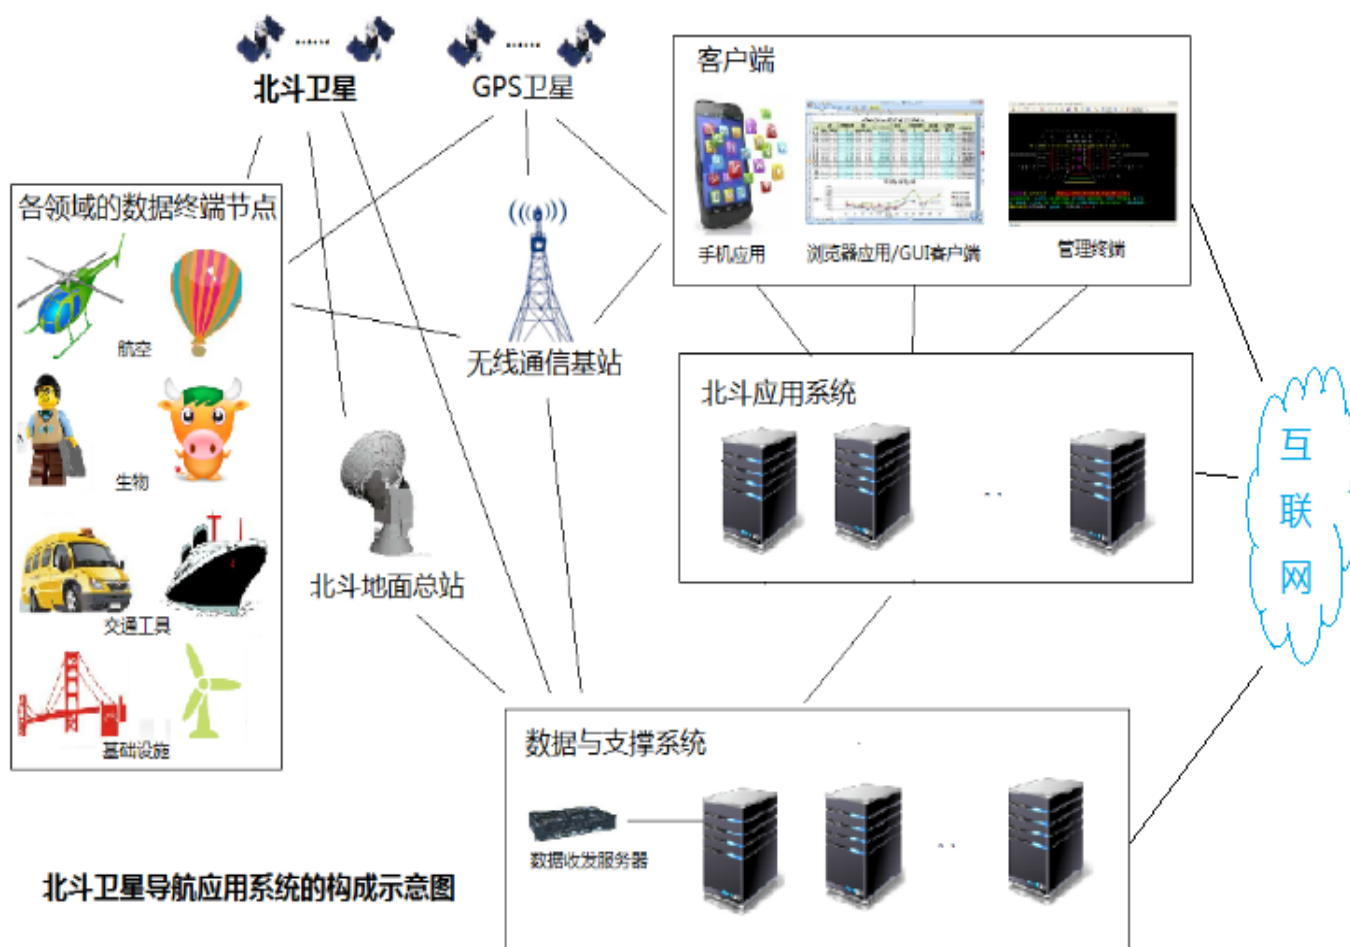 北斗卫星
GPS卫星
客户端
手机应用
浏览器应用/GUI客户端
管理终端
各领域的数据终端节点
航空
生物
交通工具
基础设施
无线通信基站
北斗地面总站
北斗应用系统
互
联
网
数据与支撑系统
数据收发服务器
北斗卫星导航应用系统的构成示意图